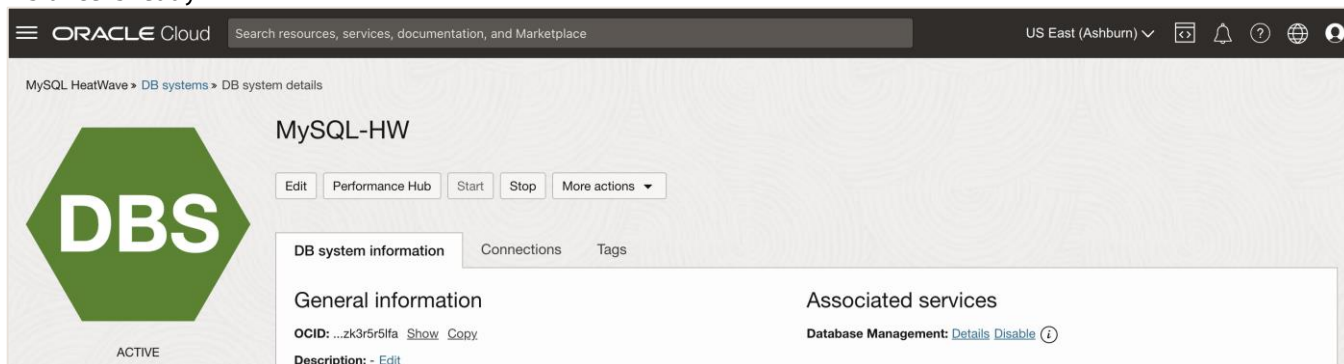 ORACLE Cloud
Search resources, services, documentation, and Marketplace
US East (Ashburn)
MySQL HeatWave » DB systems » DB system details
DBS
ACTIVE
MySQL-HW
Edit Performance Hub Start Stop More actions
DB system information Connections Tags
General information
OCID: ...zk3r5r5lfa Show Copy
Description: - Edit
Associated services
Database Management: Details Disable